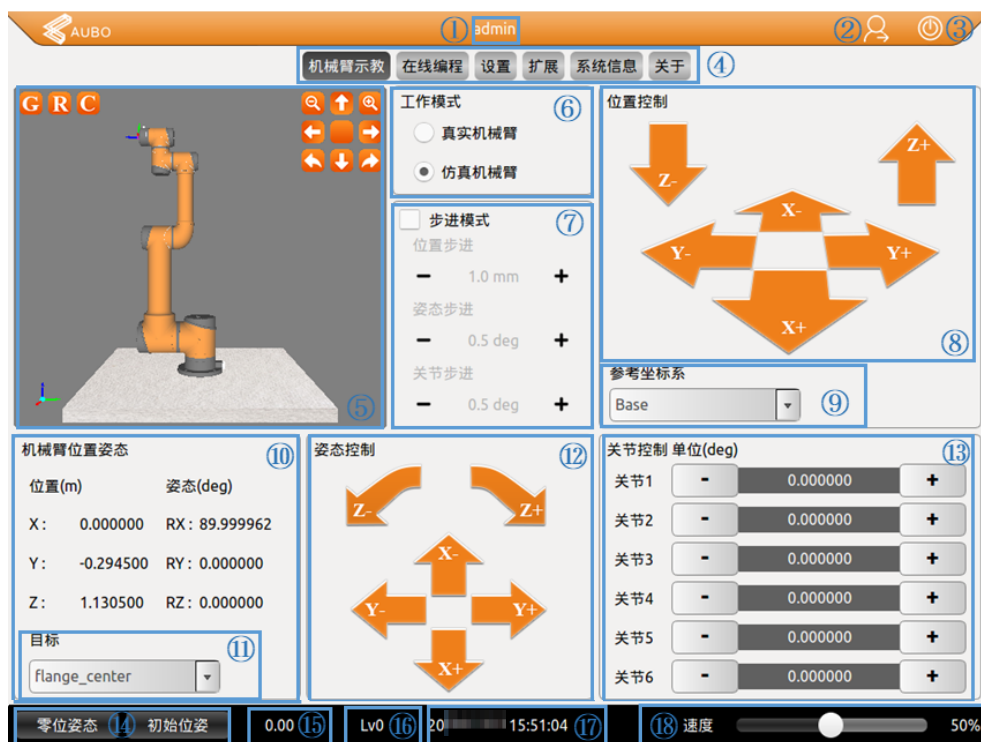 AUBO ① admin ② ③
机械臂示教 在线编程 设置 扩展 系统信息 关于 ④
G R C
⑤
工作模式 ⑥
真实机械臂
仿真机械臂
步进模式 ⑦
位置步进
- 1.0 mm +
姿态步进
- 0.5 deg +
关节步进
- 0.5 deg +
位置控制
Z- Z+
X-
Y- Y+
X+
⑧
参考坐标系
Base ⑨
机械臂位置姿态 ⑩
位置(m) 姿态(deg)
X: 0.000000 RX: 89.999962
Y: -0.294500 RY: 0.000000
Z: 1.130500 RZ: 0.000000
目标 ⑪
flange_center
姿态控制 ⑫
Z- Z+
X-
Y- Y+
X+
关节控制 单位(deg) ⑬
关节1 - 0.000000 +
关节2 - 0.000000 +
关节3 - 0.000000 +
关节4 - 0.000000 +
关节5 - 0.000000 +
关节6 - 0.000000 +
零位姿态 ⑭ 初始位姿 0.00 ⑮ Lv0 ⑯ 20 15:51:04 ⑰ ⑱ 速度 50%